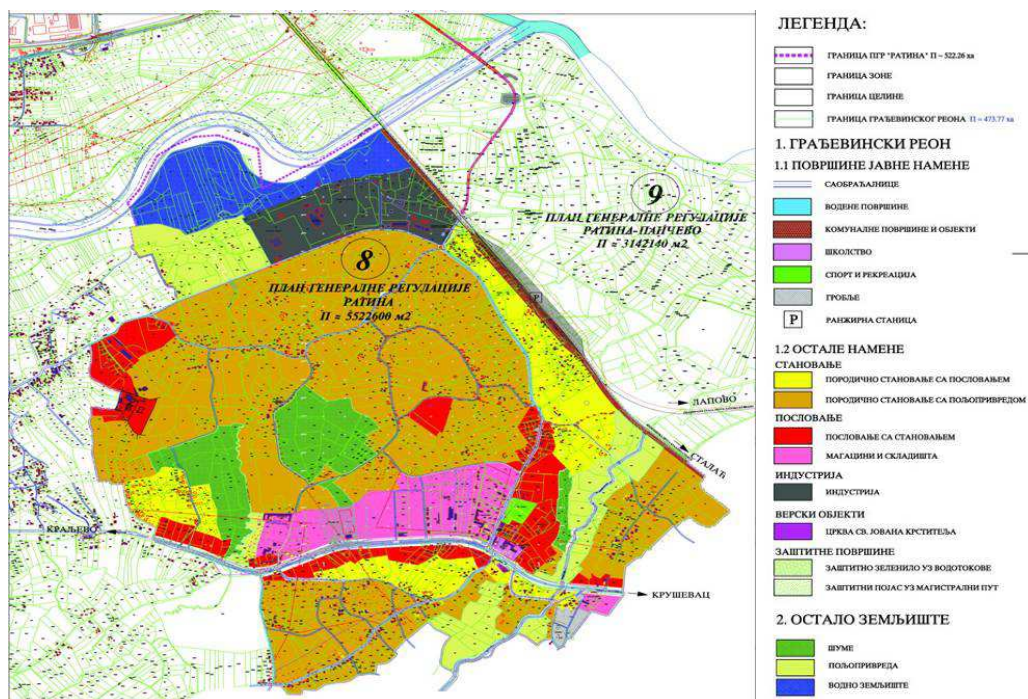 9
ПЛАН ГЕНЕРАЛНЕ РЕГУЛАЦИЈЕ
РАТИНА-ПАНЧЕВО
П = 3142140 м2
8
ПЛАН ГЕНЕРАЛНЕ РЕГУЛАЦИЈЕ
РАТИНА
П = 5522600 м2
P
ЛАПОВО
СТАЛАЋ
КРАЉЕВО
КРУШЕВАЦ
ЛЕГЕНДА:
ГРАНИЦА ПГР "РАТИНА" П = 522.26 ха
ГРАНИЦА ЗОНЕ
ГРАНИЦА ЦЕЛИНЕ
ГРАНИЦА ГРАЂЕВИНСКОГ РЕОНА П = 473.77 ха
1. ГРАЂЕВИНСКИ РЕОН
1.1 ПОВРШИНЕ ЈАВНЕ НАМЕНЕ
САОБРАЋАЈНИЦЕ
ВОДЕНЕ ПОВРШИНЕ
КОМУНАЛНЕ ПОВРШИНЕ И ОБЈЕКТИ
ШКОЛСТВО
СПОРТ И РЕКРЕАЦИЈА
ГРОБЉЕ
P РАНЖИРНА СТАНИЦА
1.2 ОСТАЛЕ НАМЕНЕ
СТАНОВАЊЕ
ПОРОДИЧНО СТАНОВАЊЕ СА ПОСЛОВАЊЕМ
ПОРОДИЧНО СТАНОВАЊЕ СА ПОЉОПРИВРЕДОМ
ПОСЛОВАЊЕ
ПОСЛОВАЊЕ СА СТАНОВАЊЕМ
МАГАЦИНИ И СКЛАДИШТА
ИНДУСТРИЈА
ИНДУСТРИЈА
ВЕРСКИ ОБЈЕКТИ
ЦРКВА СВ. ЈОВАНА КРСТИТЕЉА
ЗАШТИТНЕ ПОВРШИНЕ
ЗАШТИТНО ЗЕЛЕНИЛО УЗ ВОДОТОКОВЕ
ЗАШТИТНИ ПОЈАС УЗ МАГИСТРАЛНИ ПУТ
2. ОСТАЛО ЗЕМЉИШТЕ
ШУМЕ
ПОЉОПРИВРЕДА
ВОДНО ЗЕМЉИШТЕ